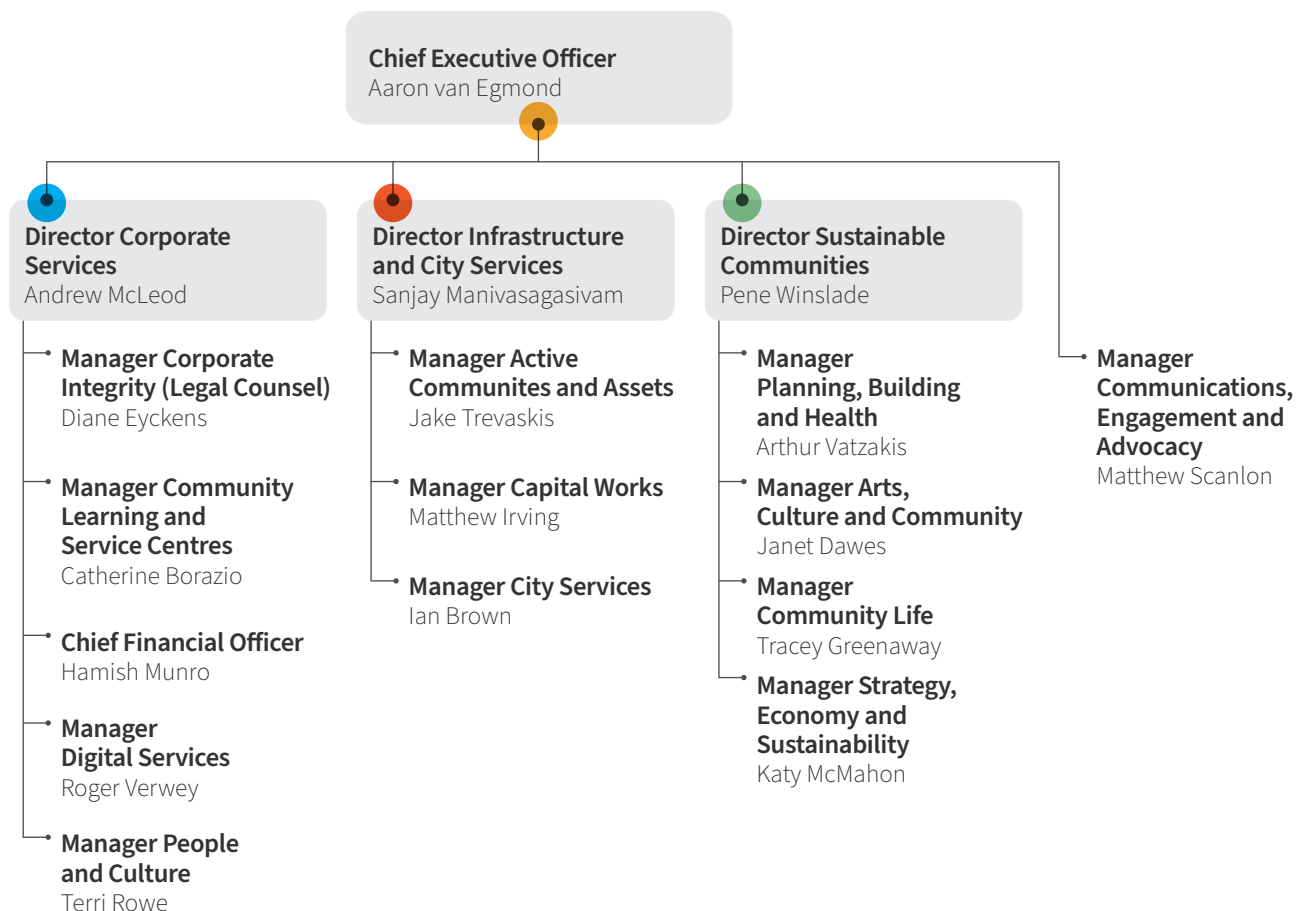 Chief Executive Officer
Aaron van Egmond
Director Corporate
Services
Andrew McLeod
Manager Corporate
Integrity (Legal Counsel)
Diane Eyckens
Manager Community
Learning and
Service Centres
Catherine Borazio
Chief Financial Officer
Hamish Munro
Manager
Digital Services
Roger Verwey
Manager People
and Culture
Terri Rowe
Director Infrastructure
and City Services
Sanjay Manivasagasivam
Manager Active
Communites and Assets
Jake Trevaskis
Manager Capital Works
Matthew Irving
Manager City Services
Ian Brown
Director Sustainable
Communities
Pene Winslade
Manager
Planning, Building
and Health
Arthur Vatzakis
Manager Arts,
Culture and Community
Janet Dawes
Manager
Community Life
Tracey Greenaway
Manager Strategy,
Economy and
Sustainability
Katy McMahon
Manager
Communications,
Engagement and
Advocacy
Matthew Scanlon